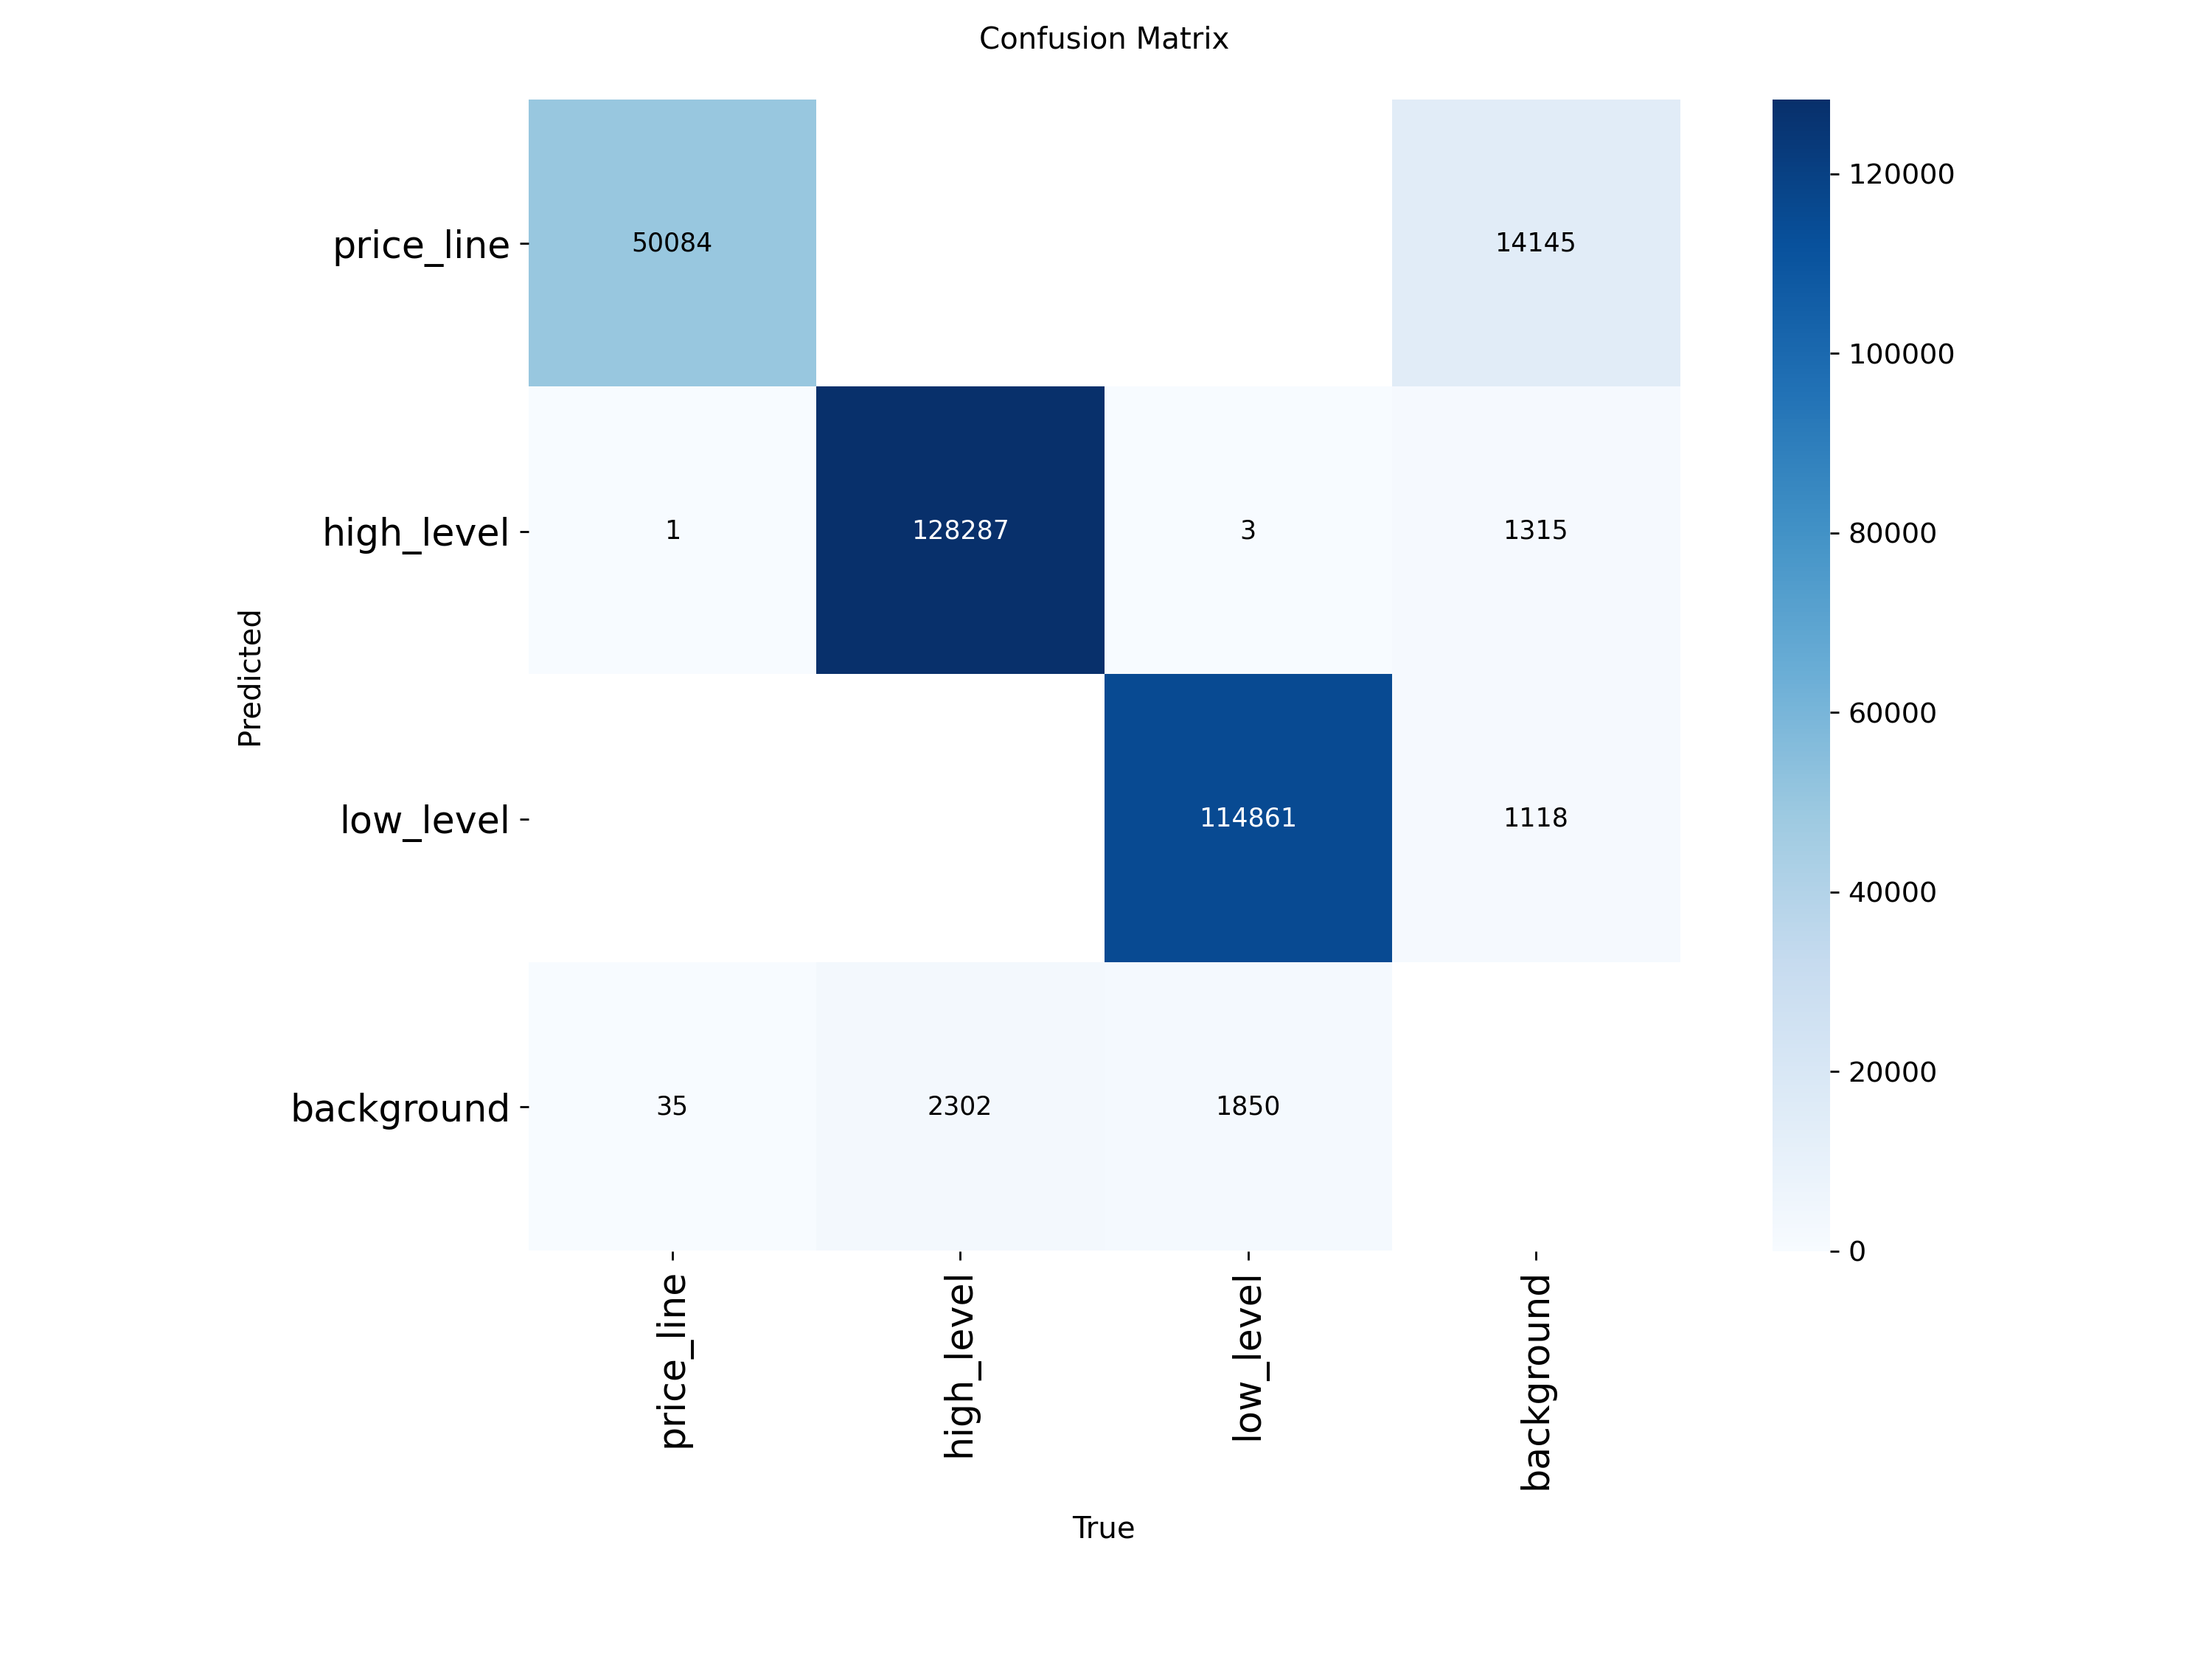 Confusion Matrix
price_line
50084
14145
120000
100000
high_level
1
128287
3
1315
80000
Predicted
60000
low_level
114861
1118
40000
20000
background
35
2302
1850
0
price_line
high_level
low_level
background
True